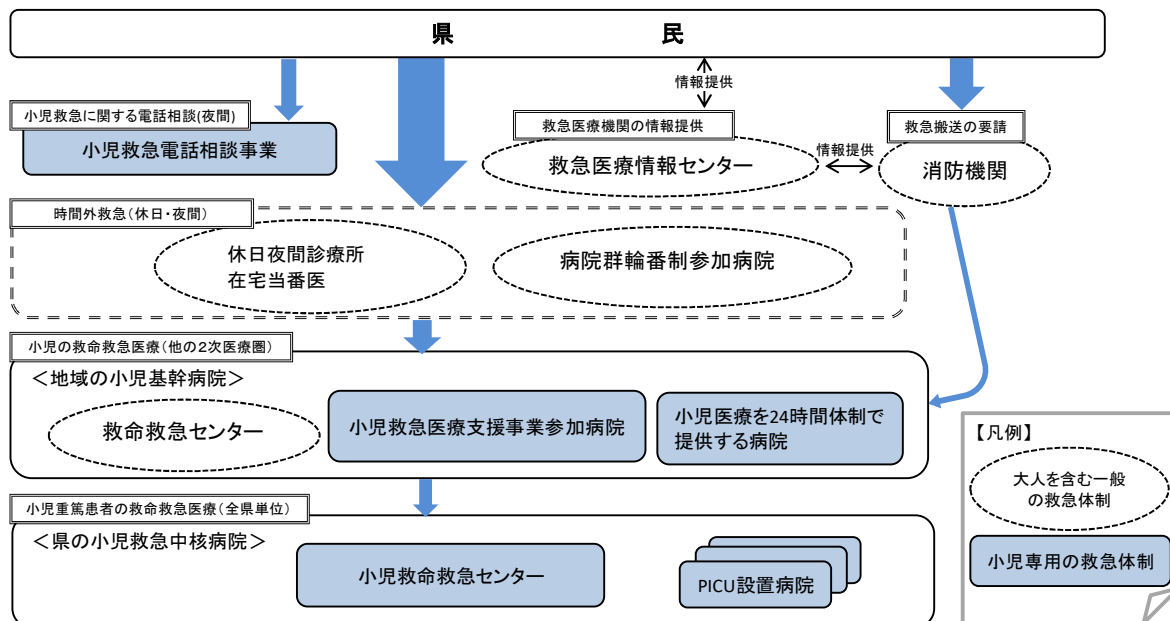 県　　　　　民
情報提供
小児救急に関する電話相談(夜間)
小児救急電話相談事業
救急医療機関の情報提供
救急医療情報センター
情報提供
救急搬送の要請
消防機関
時間外救急(休日・夜間)
休日夜間診療所
在宅当番医
病院群輪番制参加病院
小児の救命救急医療(他の２次医療圏)
＜地域の小児基幹病院＞
救命救急センター
小児救急医療支援事業参加病院
小児医療を24時間体制で
提供する病院
小児重篤患者の救命救急医療(全県単位)
＜県の小児救急中核病院＞
小児救命救急センター
PICU設置病院
【凡例】
大人を含む一般
の救急体制
小児専用の救急体制